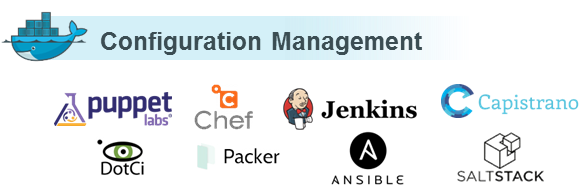 Configuration Management
puppet
labs®
Chef
Jenkins
Capistrano
DotCi
Packer
ANSIBLE
SALTSTACK